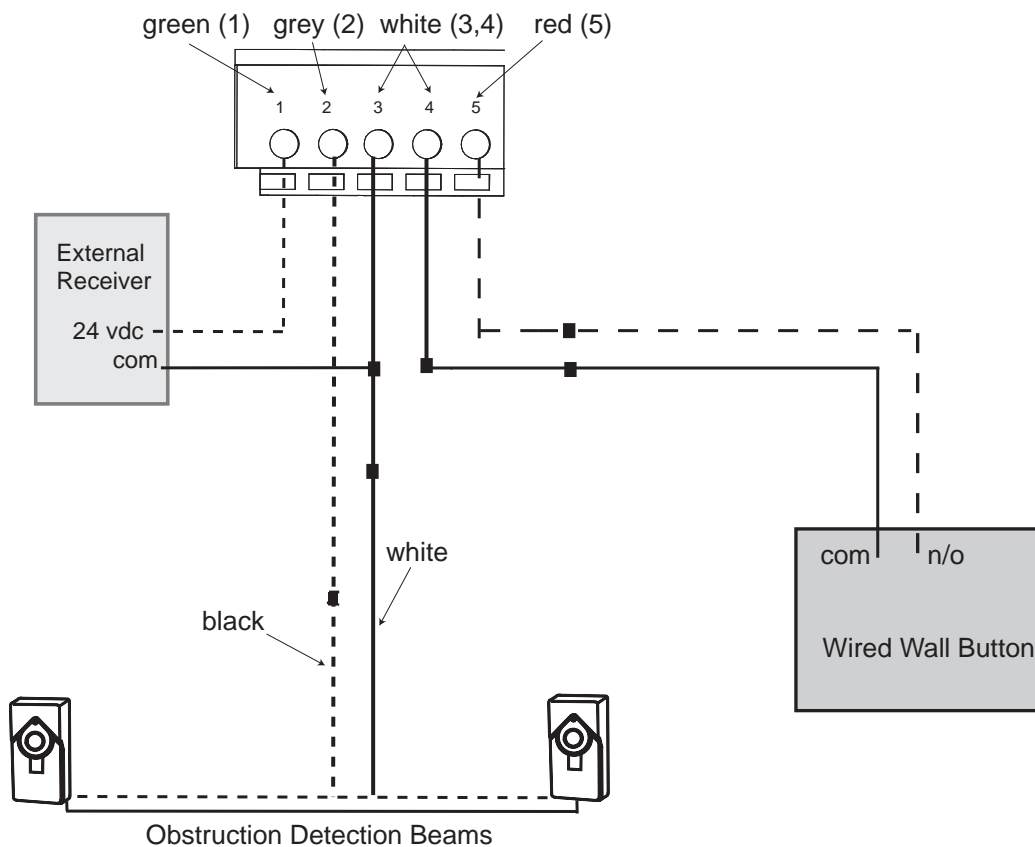 green (1) grey (2) white (3,4) red (5)
1 2 3 4 5
External
Receiver
24 vdc
com
white
black
com n/o
Wired Wall Button
Obstruction Detection Beams